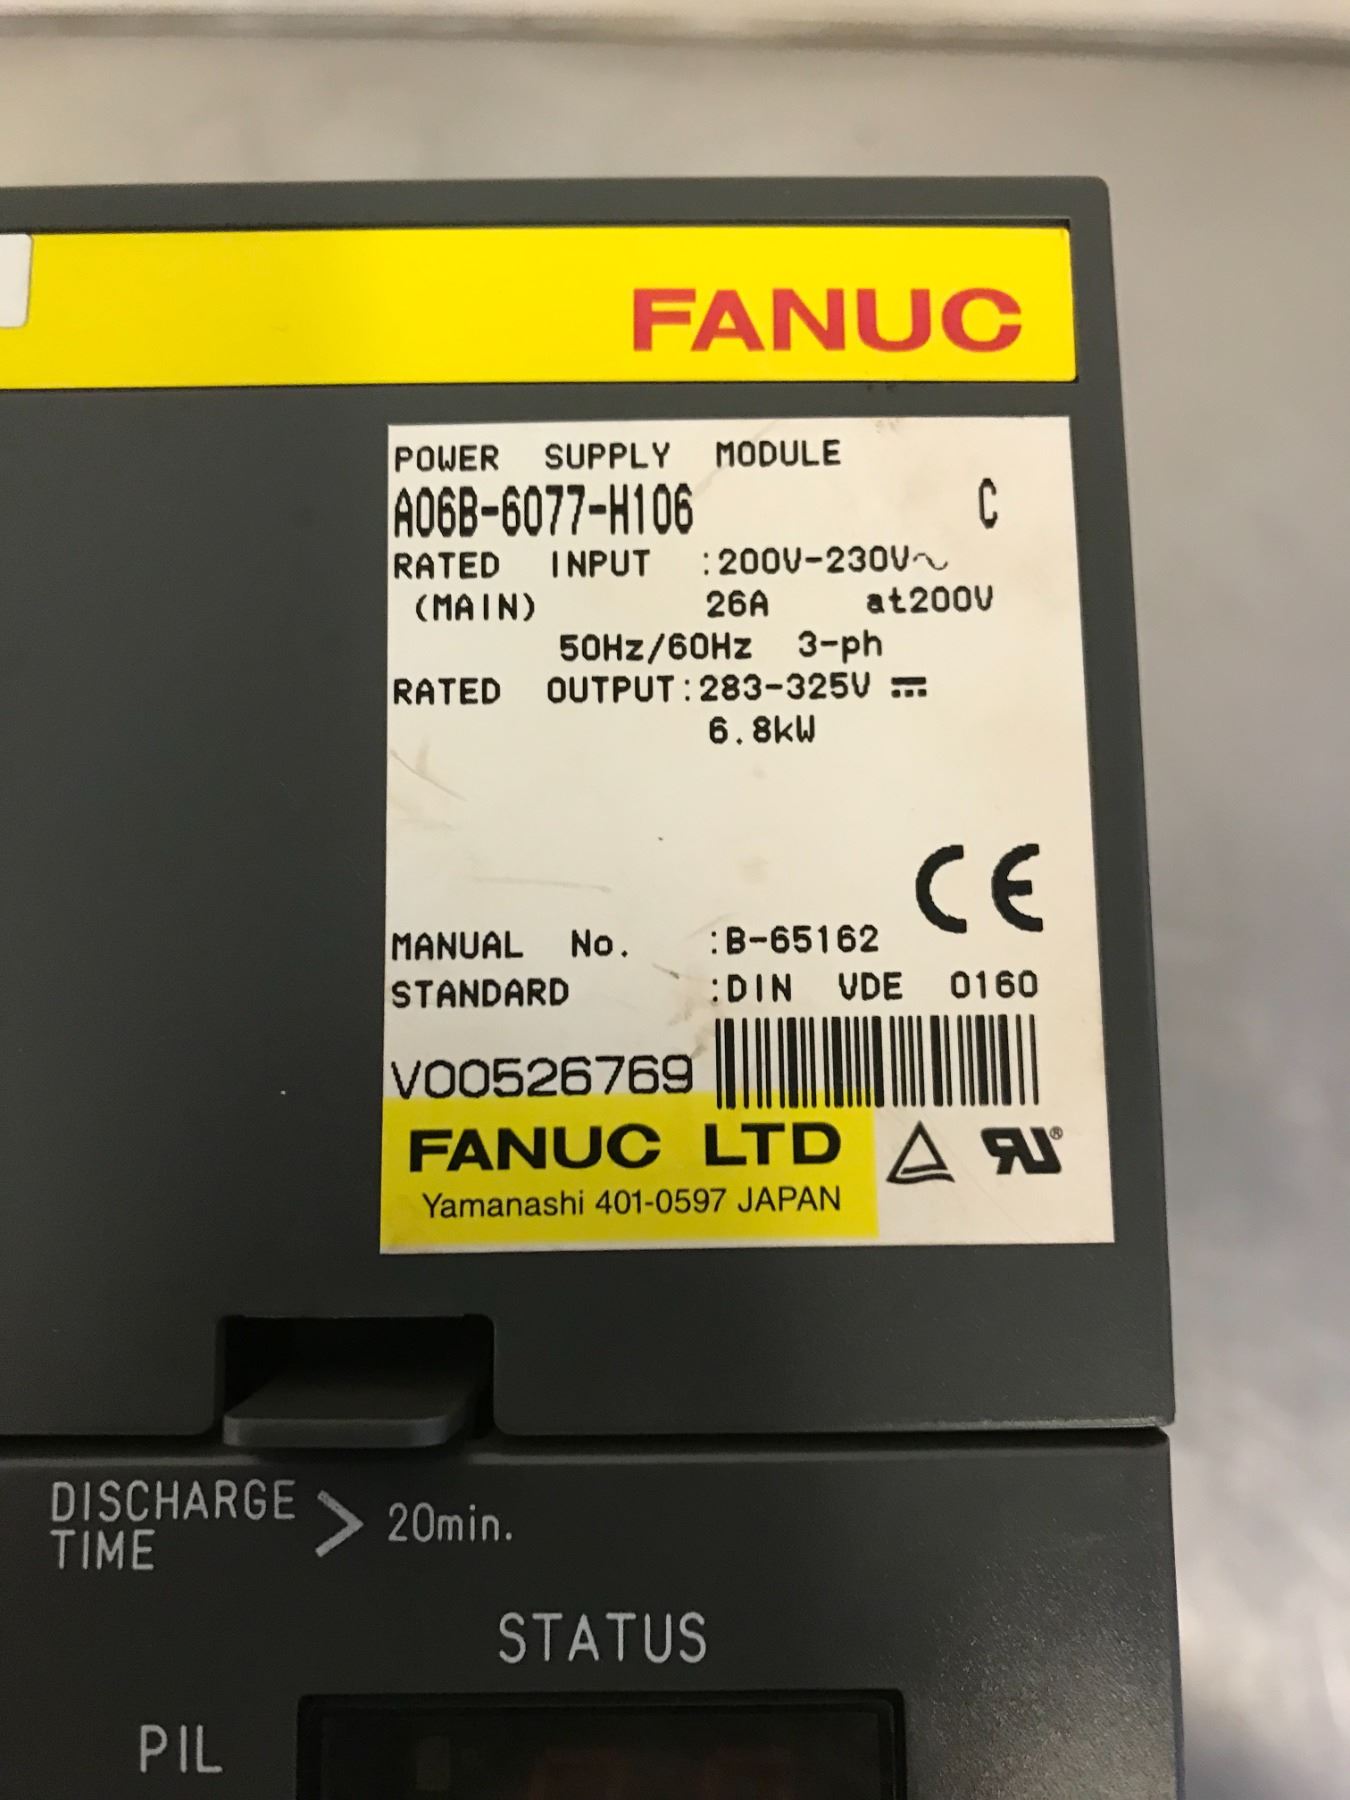 FANUC
POWER SUPPLY MODULE
A06B-6077-H106 C
RATED INPUT :200V-230V~
(MAIN) 26A at200V
50Hz/60Hz 3-ph
RATED OUTPUT:283-325V ⎓
6.8kW
CE
MANUAL No. :B-65162
STANDARD :DIN VDE 0160
V00526769
FANUC LTD
Yamanashi 401-0597 JAPAN
RU®
DISCHARGE
TIME > 20min.
STATUS
PIL